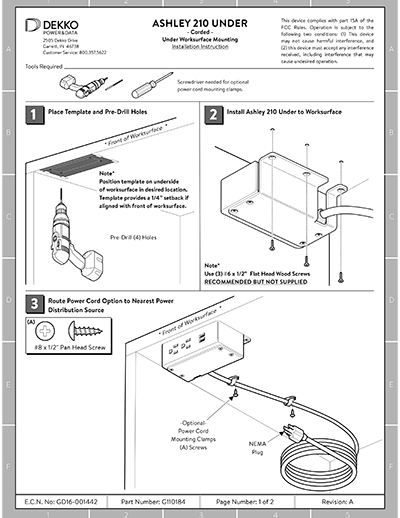 DEKKO
POWER&DATA
2505 Dekko Drive
Garrett, IN 46738
Customer Service: 800.357.5622
ASHLEY 210 UNDER
- Corded -
Under Worksurface Mounting
Installation Instruction
This device complies with part 15A of the
FCC Rules. Operation is subject to the
following two conditions: (1) This device
may not cause harmful interference, and
(2) this device must accept any interference
received, including interference that may
cause undesired operation.
Tools Required
Screwdriver needed for optional
power cord mounting clamps.
1 Place Template and Pre-Drill Holes
" Front of Worksurface "
Note*
Position template on underside
of worksurface in desired location.
Template provides a 1/4" setback if
aligned with front of worksurface.
Pre-Drill (4) Holes
2 Install Ashley 210 Under to Worksurface
Note*
Use (3) #6 x 1/2" Flat Head Wood Screws
RECOMMENDED BUT NOT SUPPLIED
3 Route Power Cord Option to Nearest Power
Distribution Source
(A)
#8 x 1/2" Pan Head Screw
" Front of Worksurface "
-Optional-
Power Cord
Mounting Clamps
(A) Screws
NEMA
Plug
E.C.N. No: GD16-001442
Part Number: G110184
Page Number: 1 of 2
Revision: A